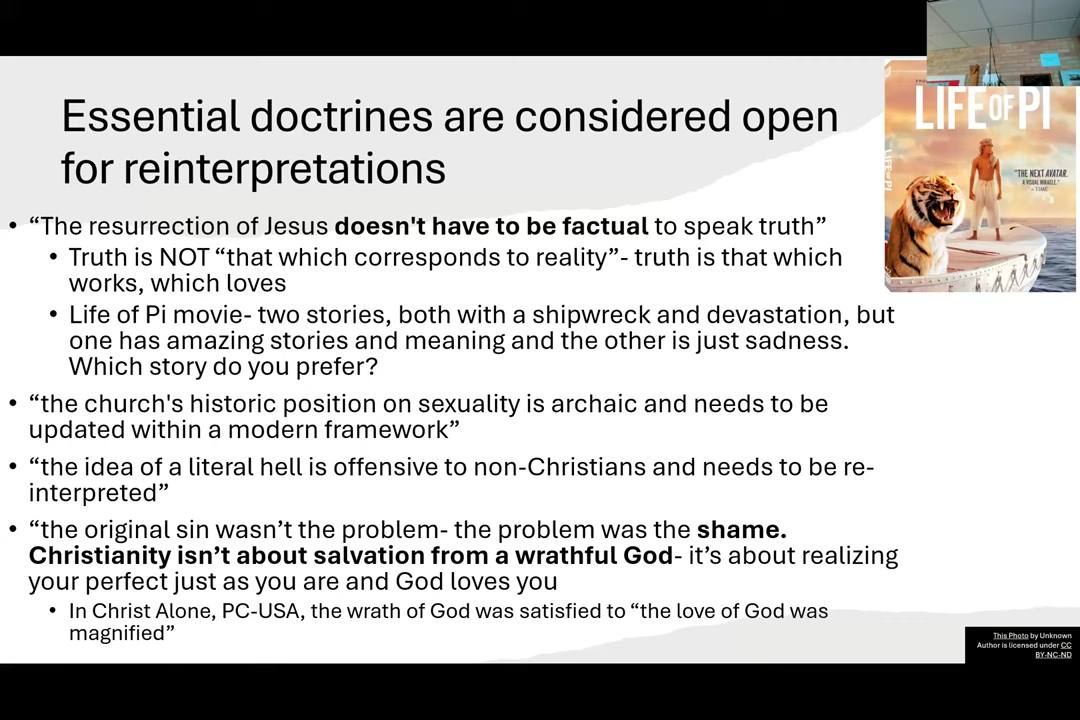 Essential doctrines are considered open
for reinterpretations
• “The resurrection of Jesus doesn't have to be factual to speak truth”
• Truth is NOT “that which corresponds to reality”- truth is that which
works, which loves
• Life of Pi movie- two stories, both with a shipwreck and devastation, but
one has amazing stories and meaning and the other is just sadness.
Which story do you prefer?
• “the church's historic position on sexuality is archaic and needs to be
updated within a modern framework”
• “the idea of a literal hell is offensive to non-Christians and needs to be re-
interpreted”
• “the original sin wasn’t the problem- the problem was the shame.
Christianity isn’t about salvation from a wrathful God- it’s about realizing
your perfect just as you are and God loves you
• In Christ Alone, PC-USA, the wrath of God was satisfied to “the love of God was
magnified”
LIFE OF PI
“THE NEXT AVATAR.
A VISUAL MIRACLE.”
– TIME
LIFE OF PI
This Photo by Unknown
Author is licensed under CC
BY-NC-ND